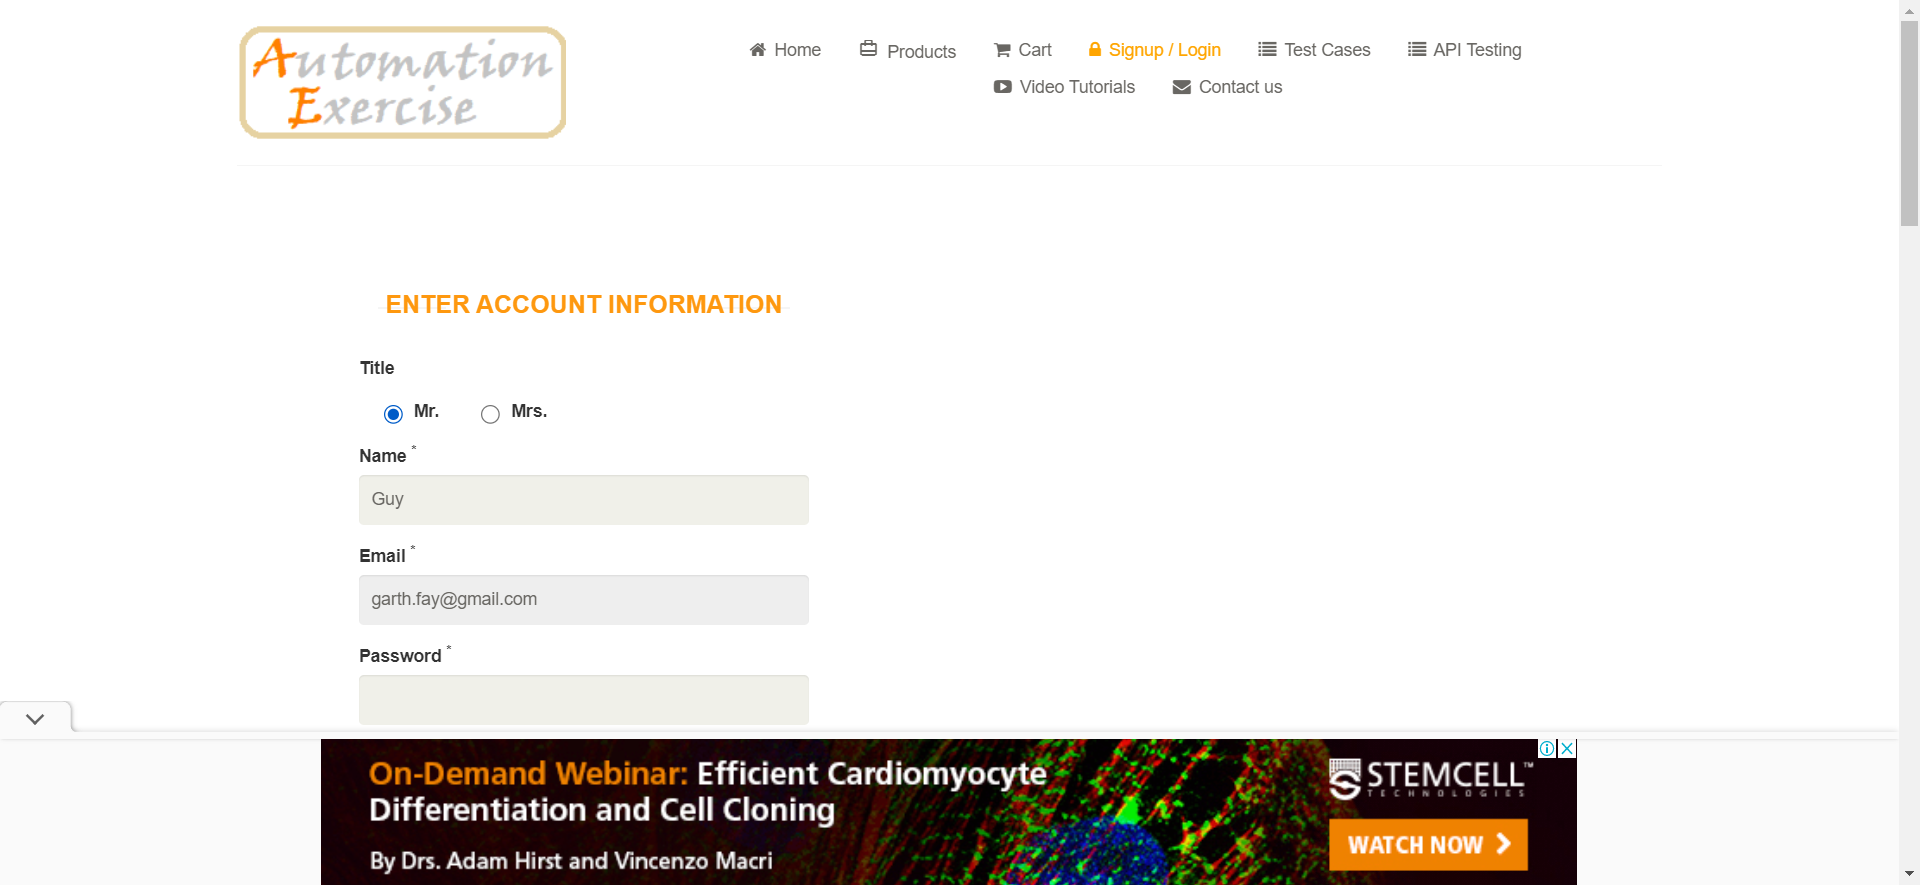 Automation
Exercise
Home
Products
Cart
Signup / Login
Test Cases
API Testing
Video Tutorials
Contact us
ENTER ACCOUNT INFORMATION
Title
Mr.
Mrs.
Name *
Guy
Email *
garth.fay@gmail.com
Password *
On-Demand Webinar: Efficient Cardiomyocyte
Differentiation and Cell Cloning
By Drs. Adam Hirst and Vincenzo Macri
STEMCELL™
TECHNOLOGIES
WATCH NOW